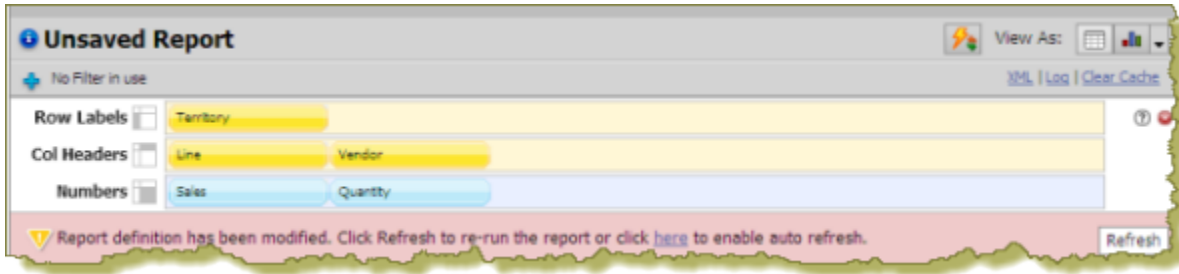 Unsaved Report
View As:
No Filter in use
XML | Log | Clear Cache
Row Labels Territory
Col Headers Line Vendor
Numbers Sales Quantity
Report definition has been modified. Click Refresh to re-run the report or click here to enable auto refresh.
Refresh